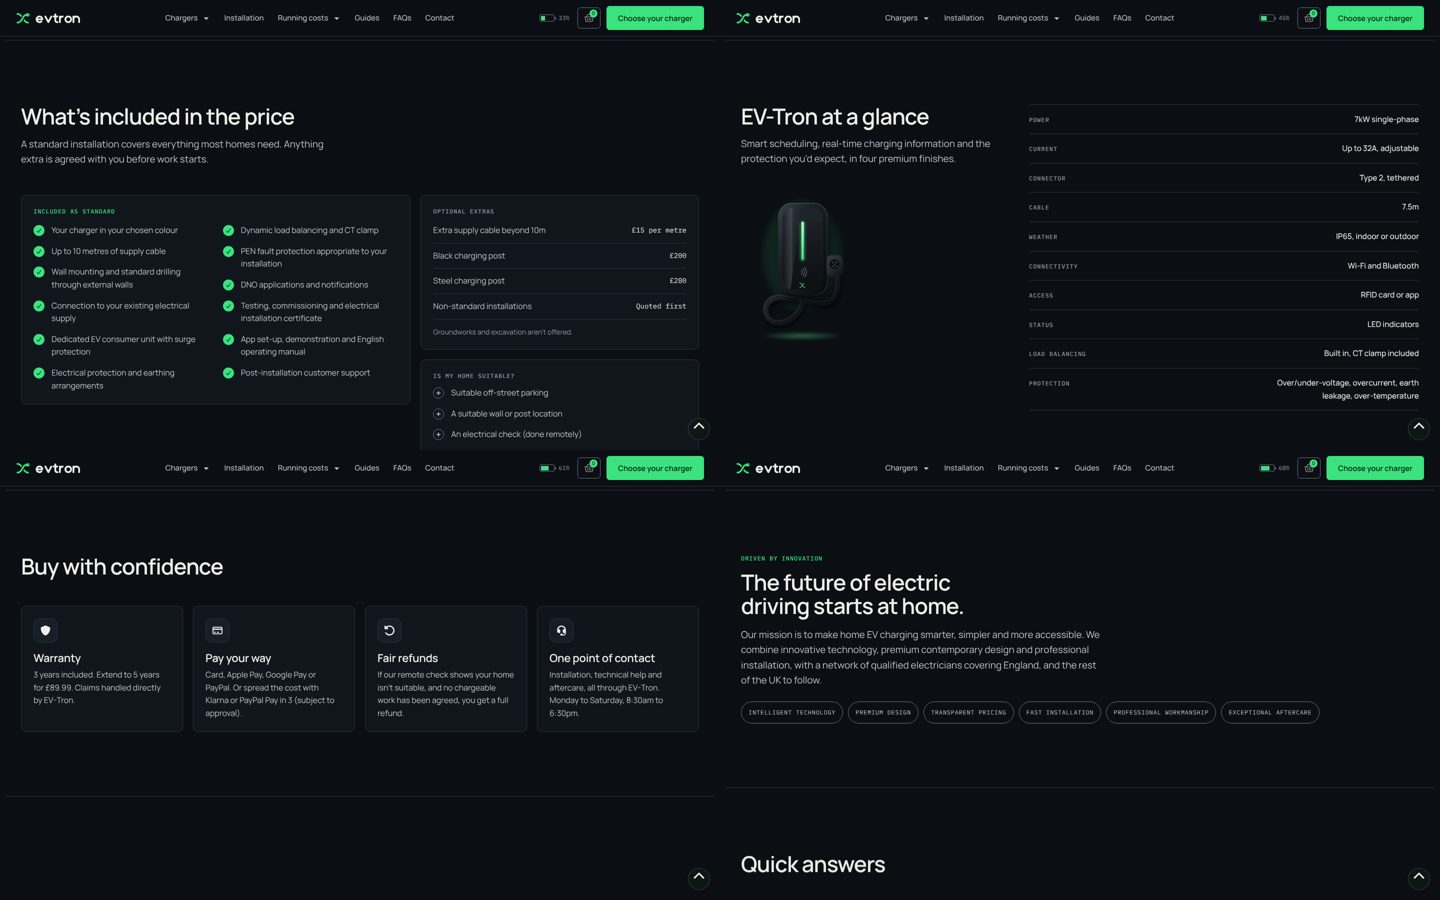 evtron
Chargers
Installation
Running costs
Guides
FAQs
Contact
33%
0
Choose your charger
What's included in the price
A standard installation covers everything most homes need. Anything
extra is agreed with you before work starts.
INCLUDED AS STANDARD
Your charger in your chosen colour
Up to 10 metres of supply cable
Wall mounting and standard drilling
through external walls
Connection to your existing electrical
supply
Dedicated EV consumer unit with surge
protection
Electrical protection and earthing
arrangements
Dynamic load balancing and CT clamp
PEN fault protection appropriate to your
installation
DNO applications and notifications
Testing, commissioning and electrical
installation certificate
App set-up, demonstration and English
operating manual
Post-installation customer support
OPTIONAL EXTRAS
Extra supply cable beyond 10m £15 per metre
Black charging post £200
Steel charging post £280
Non-standard installations Quoted first
Groundworks and excavation aren't offered.
IS MY HOME SUITABLE?
Suitable off-street parking
A suitable wall or post location
An electrical check (done remotely)
evtron
Chargers
Installation
Running costs
Guides
FAQs
Contact
45%
0
Choose your charger
EV-Tron at a glance
Smart scheduling, real-time charging information and the
protection you'd expect, in four premium finishes.
POWER 7kW single-phase
CURRENT Up to 32A, adjustable
CONNECTOR Type 2, tethered
CABLE 7.5m
WEATHER IP65, indoor or outdoor
CONNECTIVITY Wi-Fi and Bluetooth
ACCESS RFID card or app
STATUS LED indicators
LOAD BALANCING Built in, CT clamp included
PROTECTION Over/under-voltage, overcurrent, earth
leakage, over-temperature
evtron
Chargers
Installation
Running costs
Guides
FAQs
Contact
61%
0
Choose your charger
Buy with confidence
Warranty
3 years included. Extend to 5 years
for £89.99. Claims handled directly
by EV-Tron.
Pay your way
Card, Apple Pay, Google Pay or
PayPal. Or spread the cost with
Klarna or PayPal Pay in 3 (subject to
approval).
Fair refunds
If our remote check shows your home
isn't suitable, and no chargeable
work has been agreed, you get a full
refund.
One point of contact
Installation, technical help and
aftercare, all through EV-Tron.
Monday to Saturday, 8:30am to
6:30pm.
evtron
Chargers
Installation
Running costs
Guides
FAQs
Contact
68%
0
Choose your charger
DRIVEN BY INNOVATION
The future of electric
driving starts at home.
Our mission is to make home EV charging smarter, simpler and more accessible. We
combine innovative technology, premium contemporary design and professional
installation, with a network of qualified electricians covering England, and the rest
of the UK to follow.
INTELLIGENT TECHNOLOGY
PREMIUM DESIGN
TRANSPARENT PRICING
FAST INSTALLATION
PROFESSIONAL WORKMANSHIP
EXCEPTIONAL AFTERCARE
Quick answers